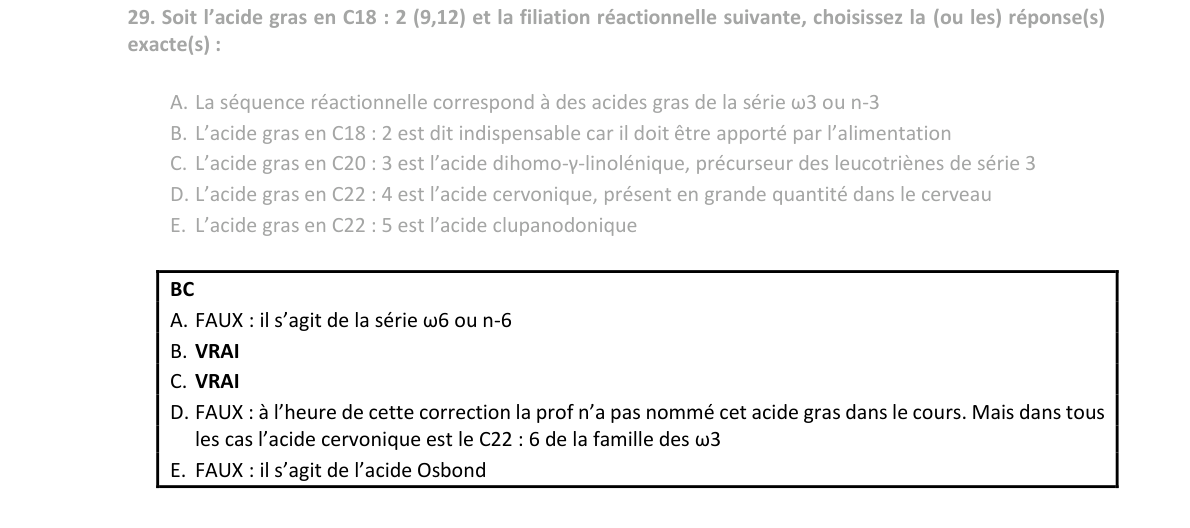 29. Soit l’acide gras en C18 : 2 (9,12) et la filiation réactionnelle suivante, choisissez la (ou les) réponse(s)
exacte(s) :
A. La séquence réactionnelle correspond à des acides gras de la série ω3 ou n-3
B. L’acide gras en C18 : 2 est dit indispensable car il doit être apporté par l’alimentation
C. L’acide gras en C20 : 3 est l’acide dihomo-γ-linolénique, précurseur des leucotriènes de série 3
D. L’acide gras en C22 : 4 est l’acide cervonique, présent en grande quantité dans le cerveau
E. L’acide gras en C22 : 5 est l’acide clupanodonique
BC
A. FAUX : il s’agit de la série ω6 ou n-6
B. VRAI
C. VRAI
D. FAUX : à l’heure de cette correction la prof n’a pas nommé cet acide gras dans le cours. Mais dans tous
les cas l’acide cervonique est le C22 : 6 de la famille des ω3
E. FAUX : il s’agit de l’acide Osbond